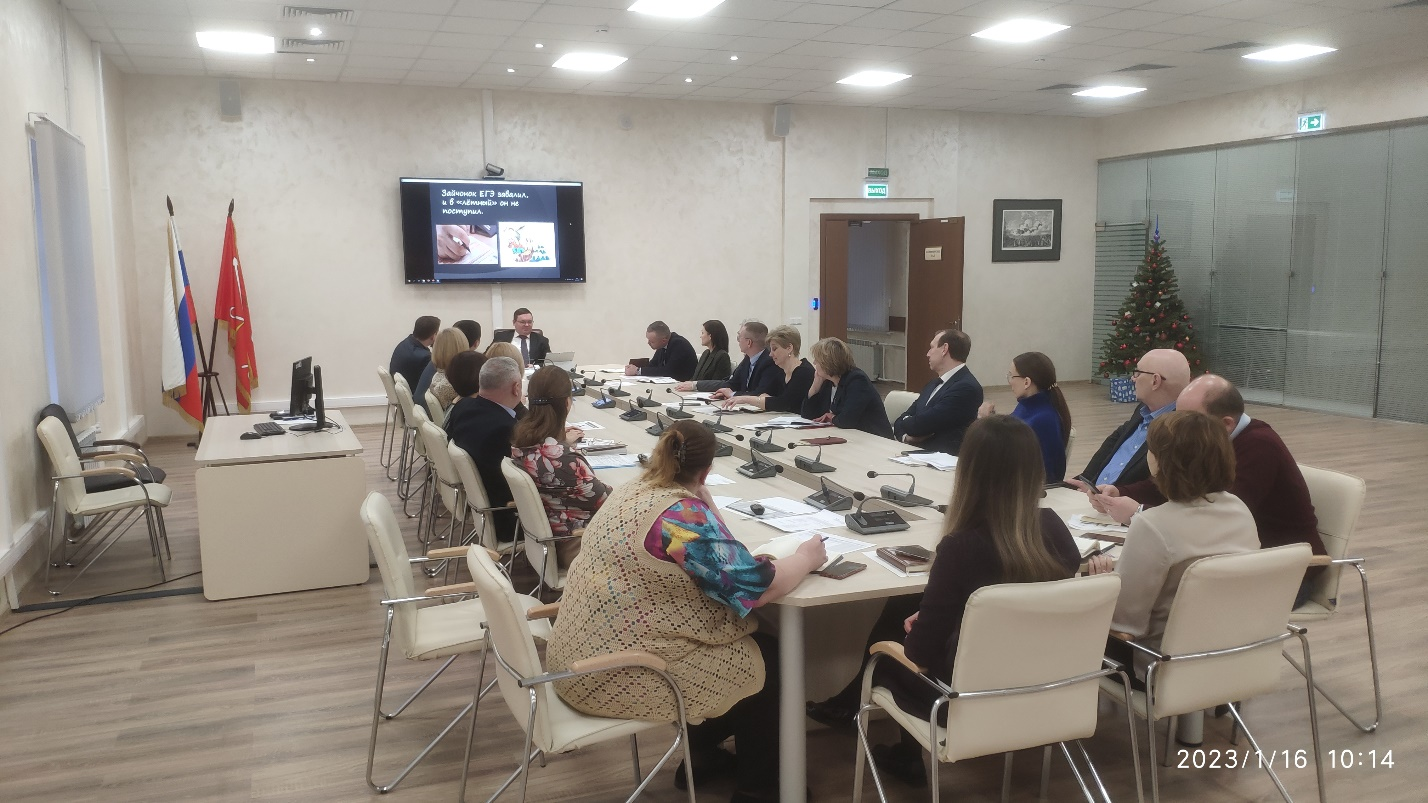 Зайчонок ЕГЭ завалил,
и в «лётный» он не
поступил.
ВЫХОД
2023/1/16 10:14